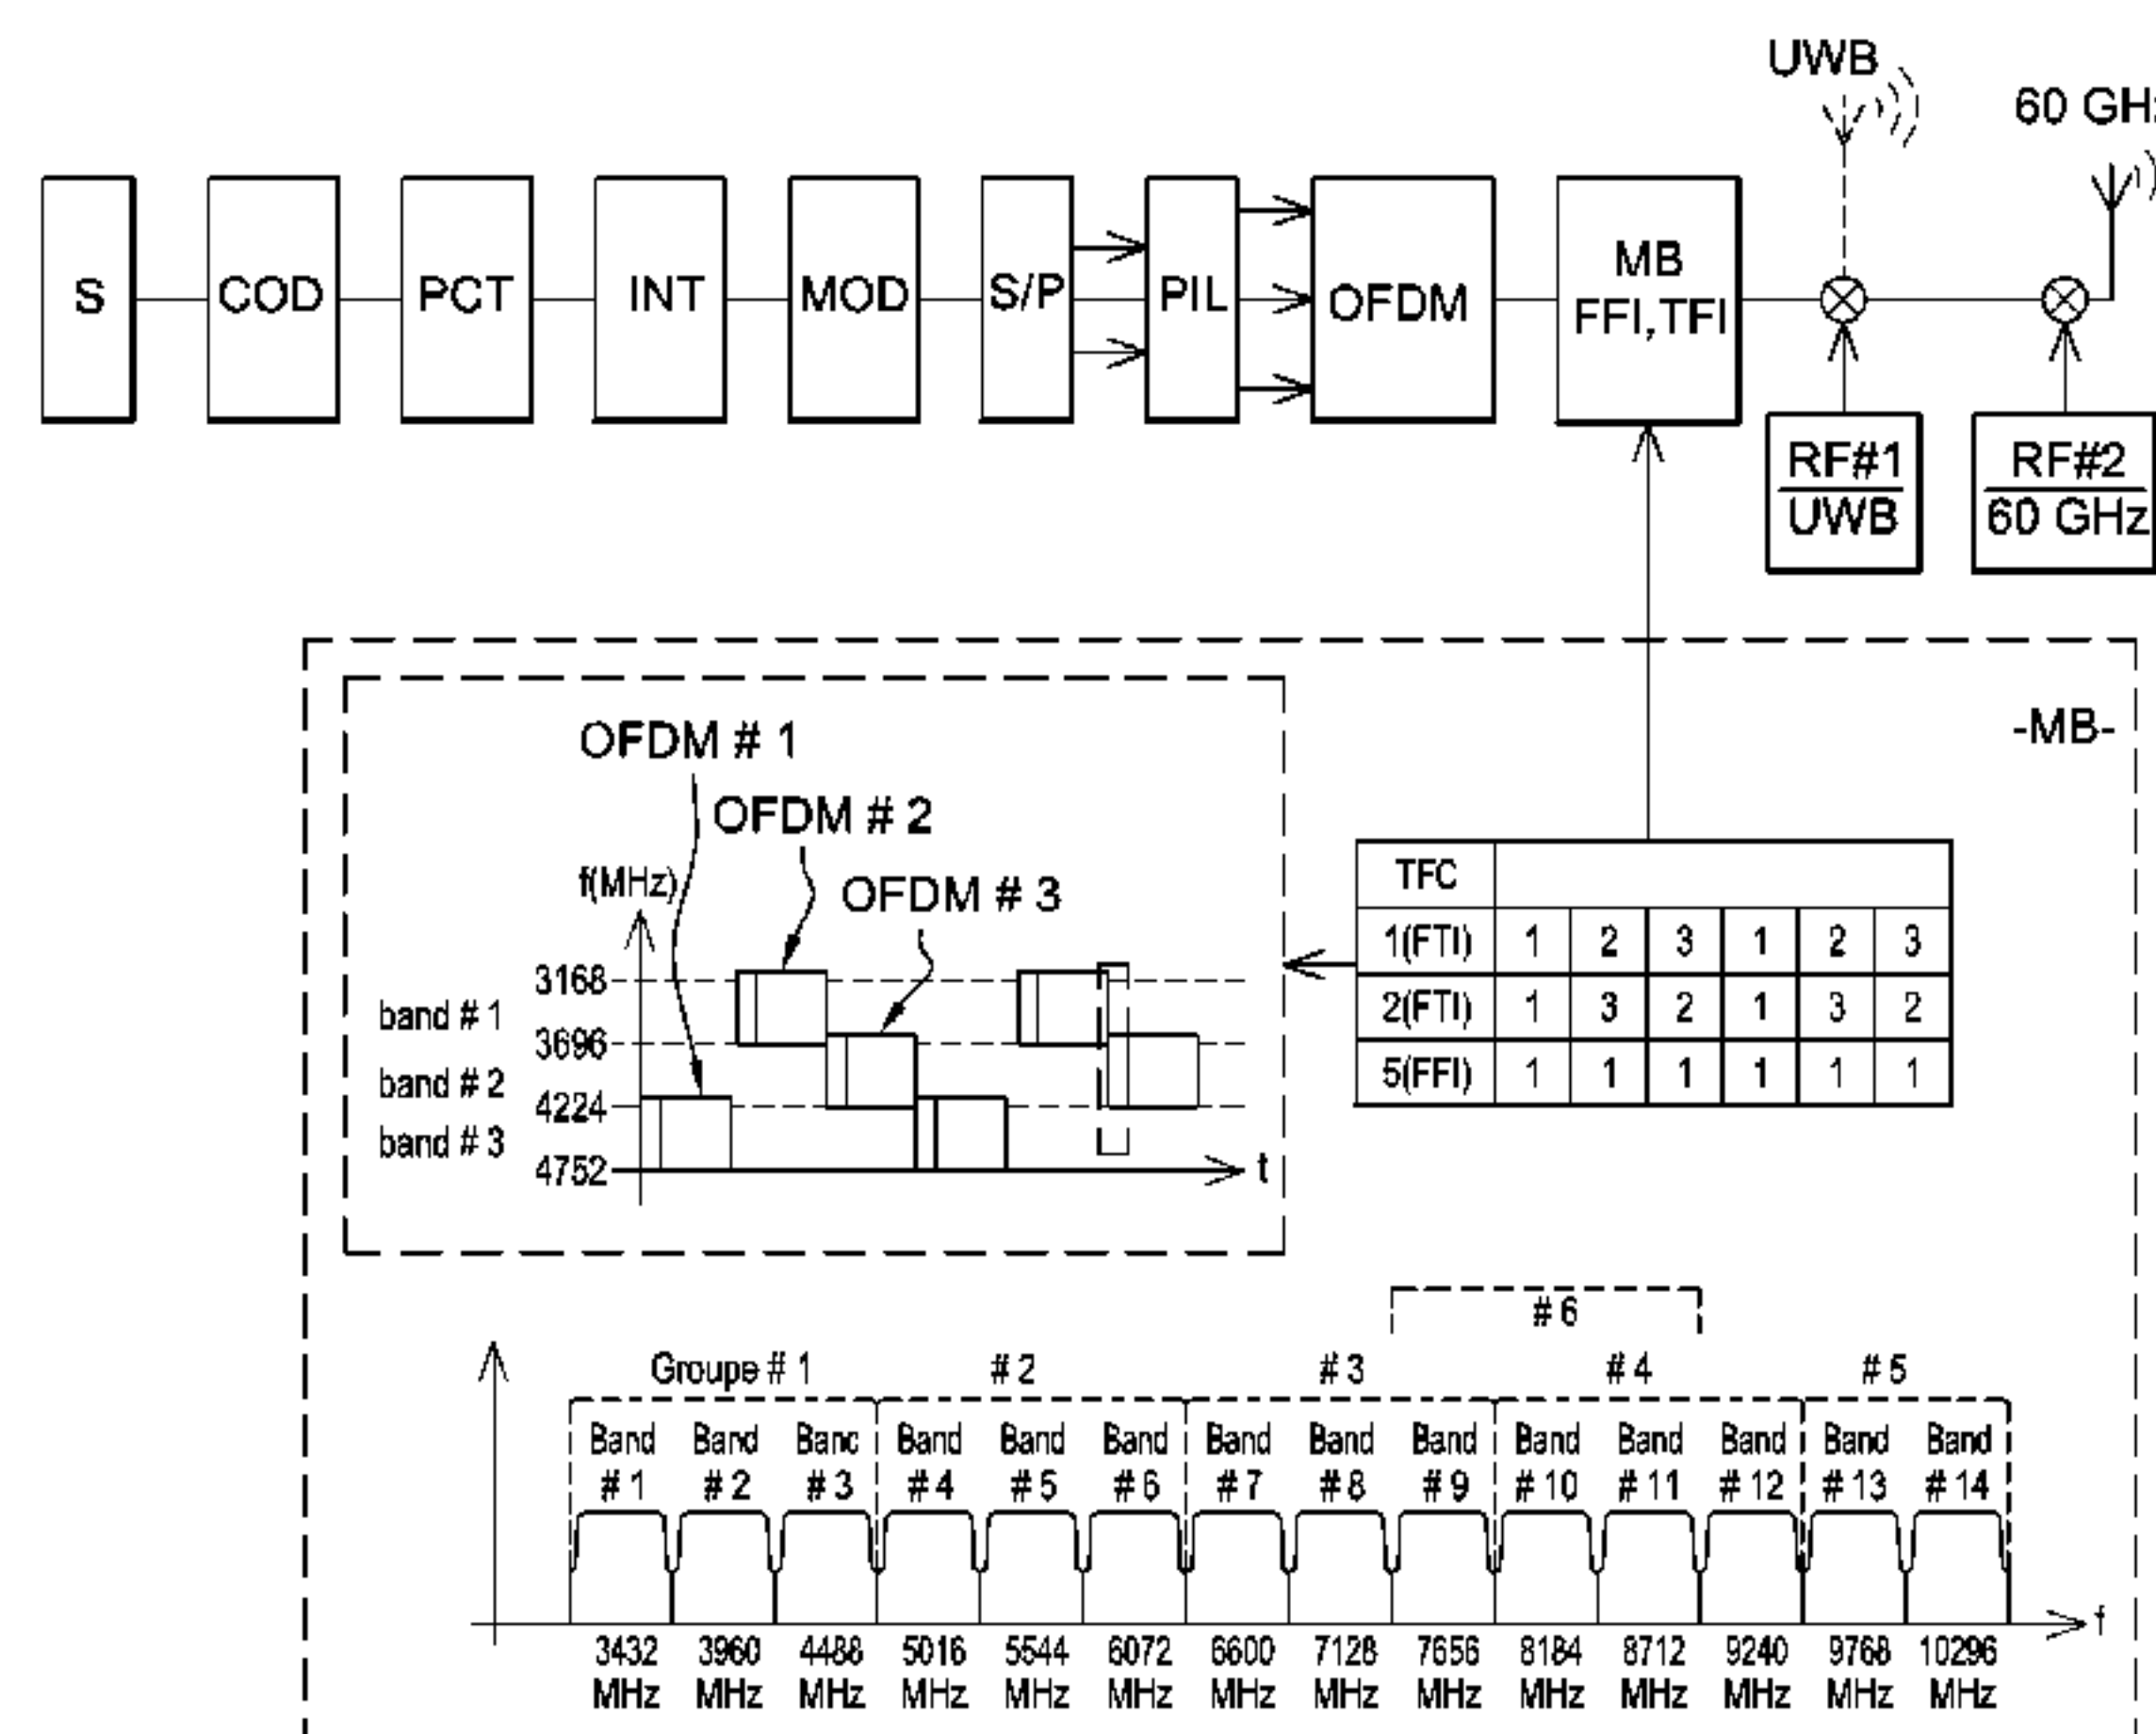 UWB
60 GH
S
COD
PCT
INT
MOD
S/P
PIL
OFDM
MB
FFI,TFI
RF#1
UWB
RF#2
60 GHz
-MB-
OFDM # 1
OFDM # 2
OFDM # 3
f(MHz)
3168
band # 1
3696
band # 2
4224
band # 3
4752
t
TFC
1(FTI) 1 2 3 1 2 3
2(FTI) 1 3 2 1 3 2
5(FFI) 1 1 1 1 1 1
# 6
Groupe # 1 # 2 # 3 # 4 # 5
Band Band Banc Band Band Band Band Band Band Band Band Band Band Band
# 1 # 2 # 3 # 4 # 5 # 6 # 7 # 8 # 9 # 10 # 11 # 12 # 13 # 14
f
3432 3960 4488 5016 5544 6072 6600 7128 7656 8184 8712 9240 9768 10296
MHz MHz MHz MHz MHz MHz MHz MHz MHz MHz MHz MHz MHz MHz